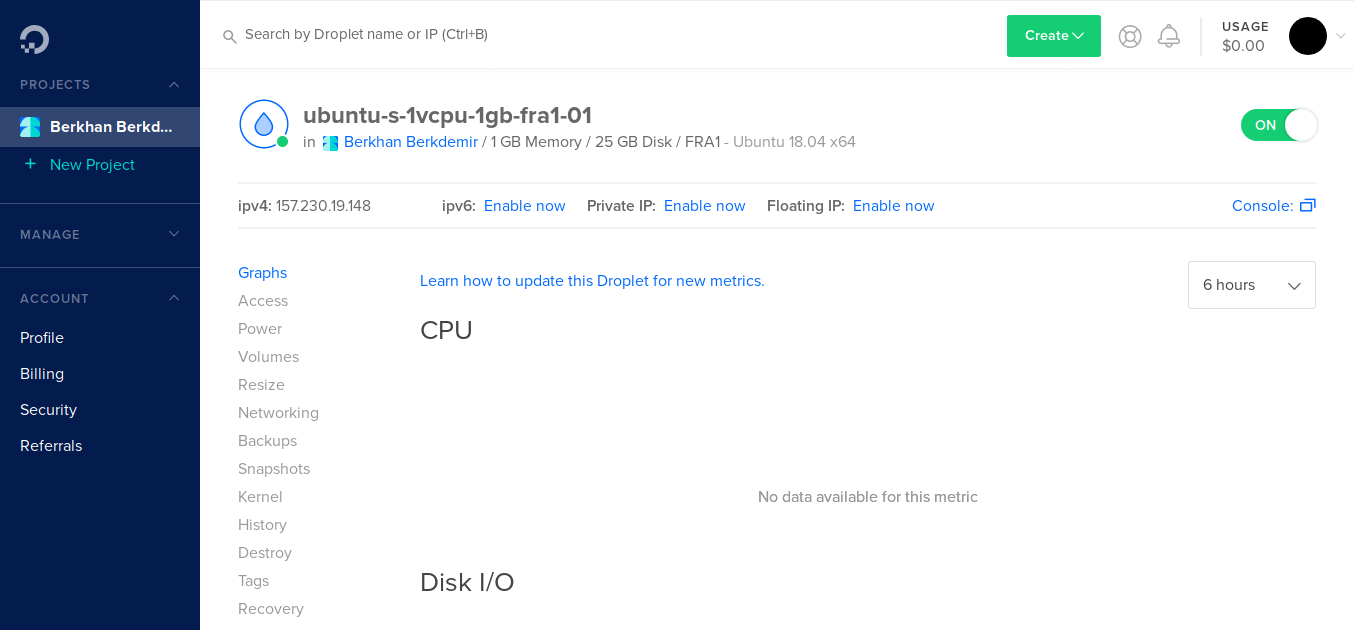 Search by Droplet name or IP (Ctrl+B)
Create
USAGE
$0.00
PROJECTS
Berkhan Berkd...
+ New Project
MANAGE
ACCOUNT
Profile
Billing
Security
Referrals
ubuntu-s-1vcpu-1gb-fra1-01
in Berkhan Berkdemir / 1 GB Memory / 25 GB Disk / FRA1 - Ubuntu 18.04 x64
ON
ipv4: 157.230.19.148 ipv6: Enable now Private IP: Enable now Floating IP: Enable now Console:
Graphs
Access
Power
Volumes
Resize
Networking
Backups
Snapshots
Kernel
History
Destroy
Tags
Recovery
Learn how to update this Droplet for new metrics.
6 hours
CPU
No data available for this metric
Disk I/O